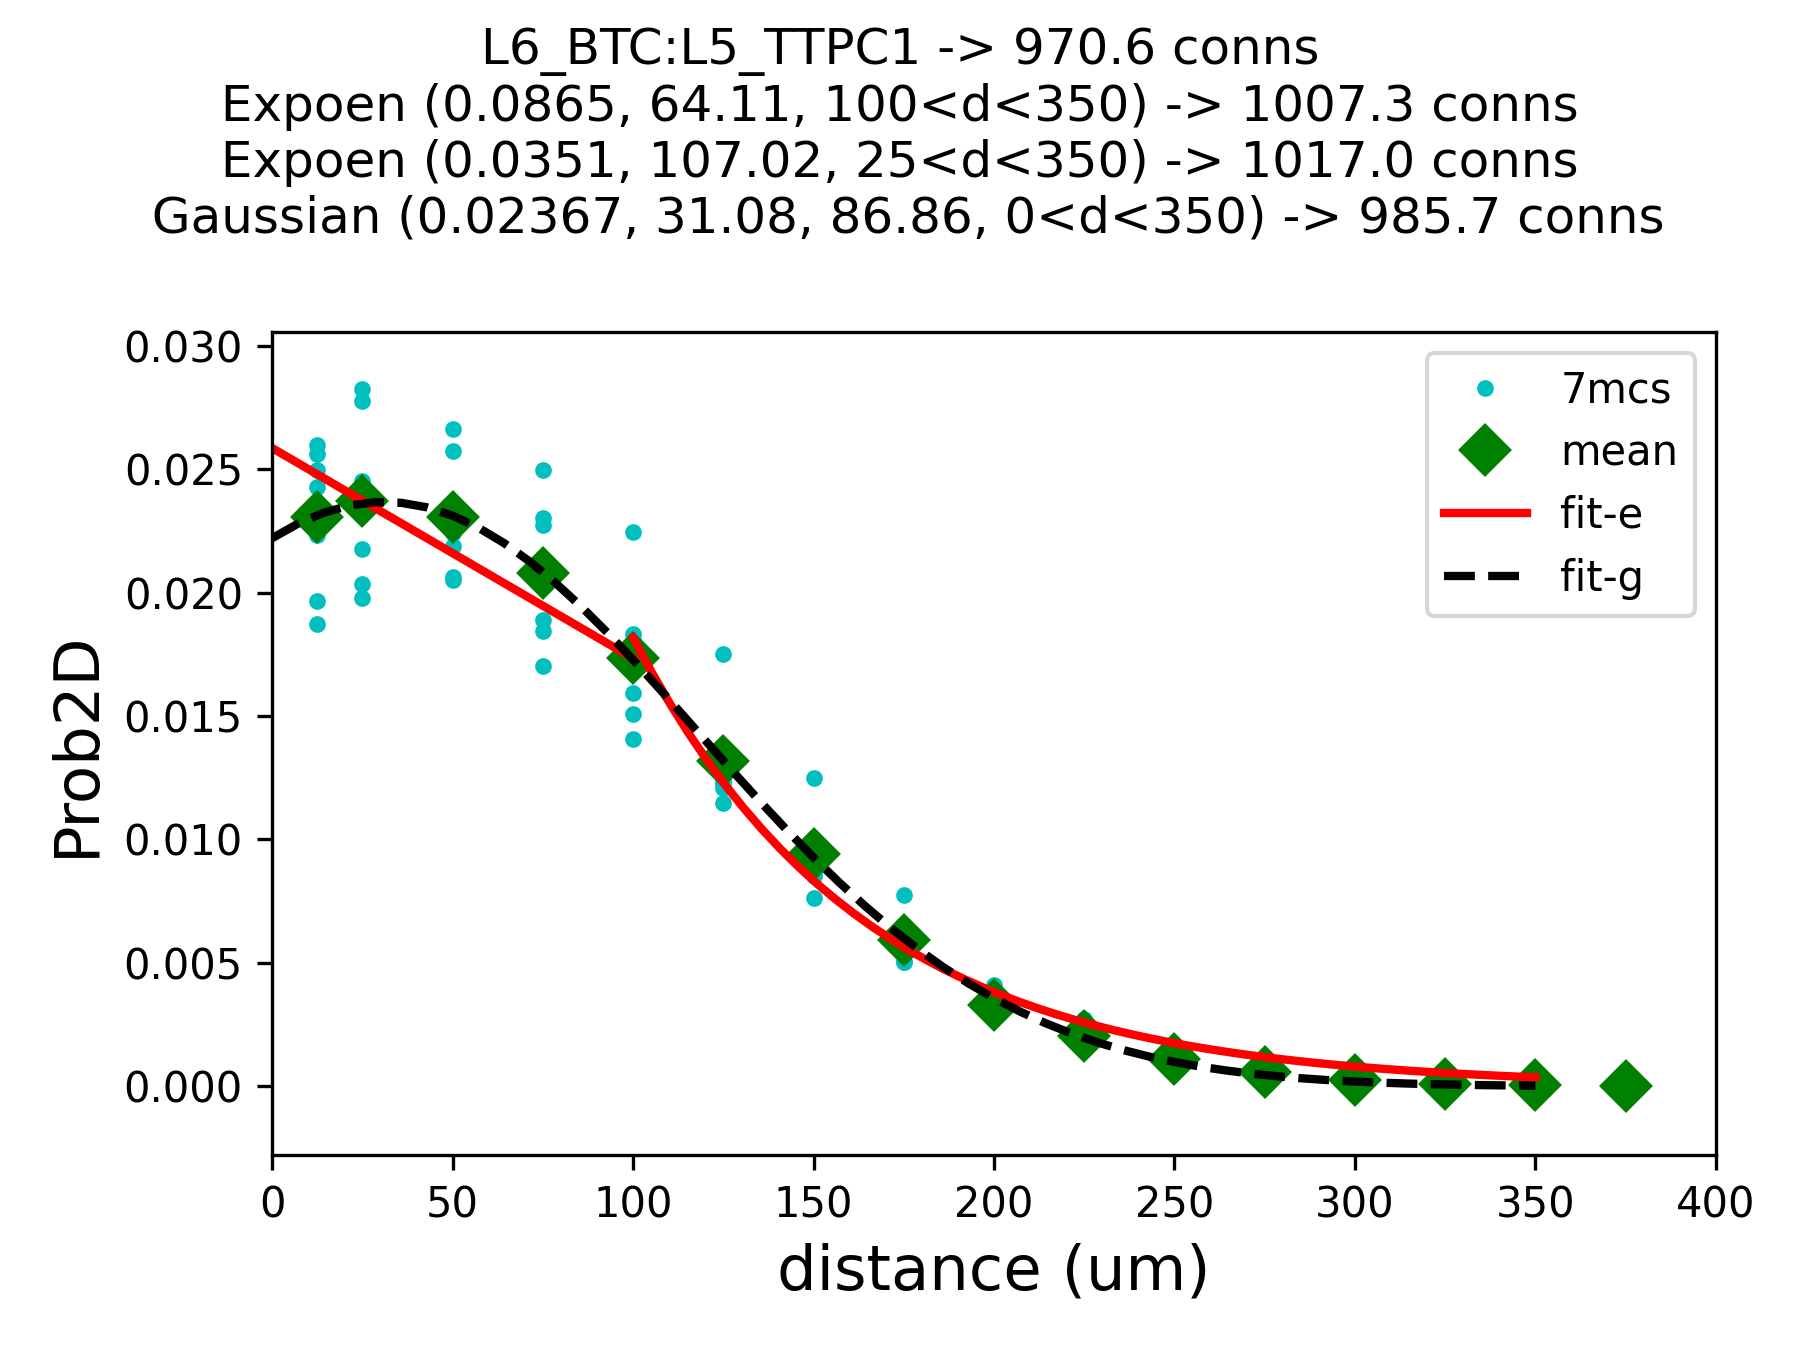 L6_BTC:L5_TTPC1 -> 970.6 conns
Expoen (0.0865, 64.11, 100<d<350) -> 1007.3 conns
Expoen (0.0351, 107.02, 25<d<350) -> 1017.0 conns
Gaussian (0.02367, 31.08, 86.86, 0<d<350) -> 985.7 conns
0.030
0.025
0.020
0.015
0.010
0.005
0.000
Prob2D
7mcs
mean
fit-e
fit-g
0 50 100 150 200 250 300 350 400
distance (um)